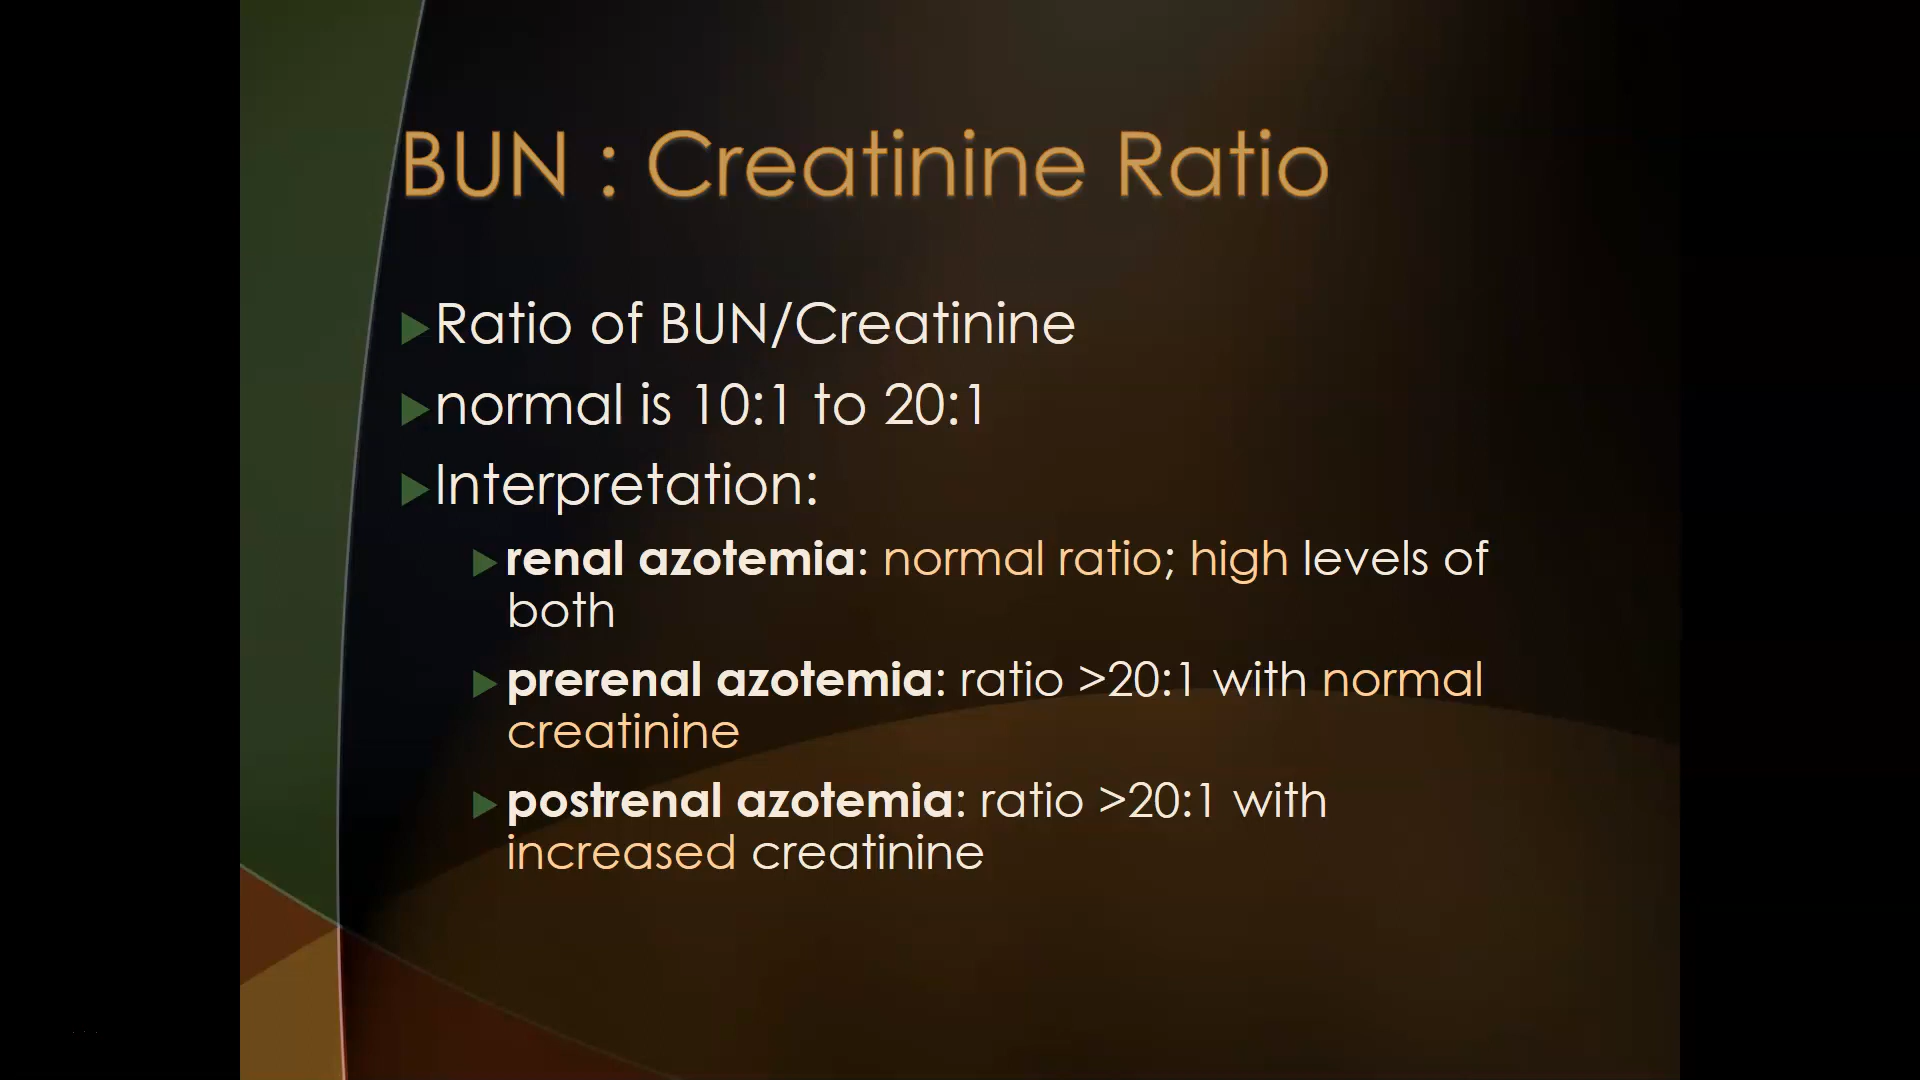 BUN : Creatinine Ratio
Ratio of BUN/Creatinine
normal is 10:1 to 20:1
Interpretation:
renal azotemia: normal ratio; high levels of
both
prerenal azotemia: ratio >20:1 with normal
creatinine
postrenal azotemia: ratio >20:1 with
increased creatinine